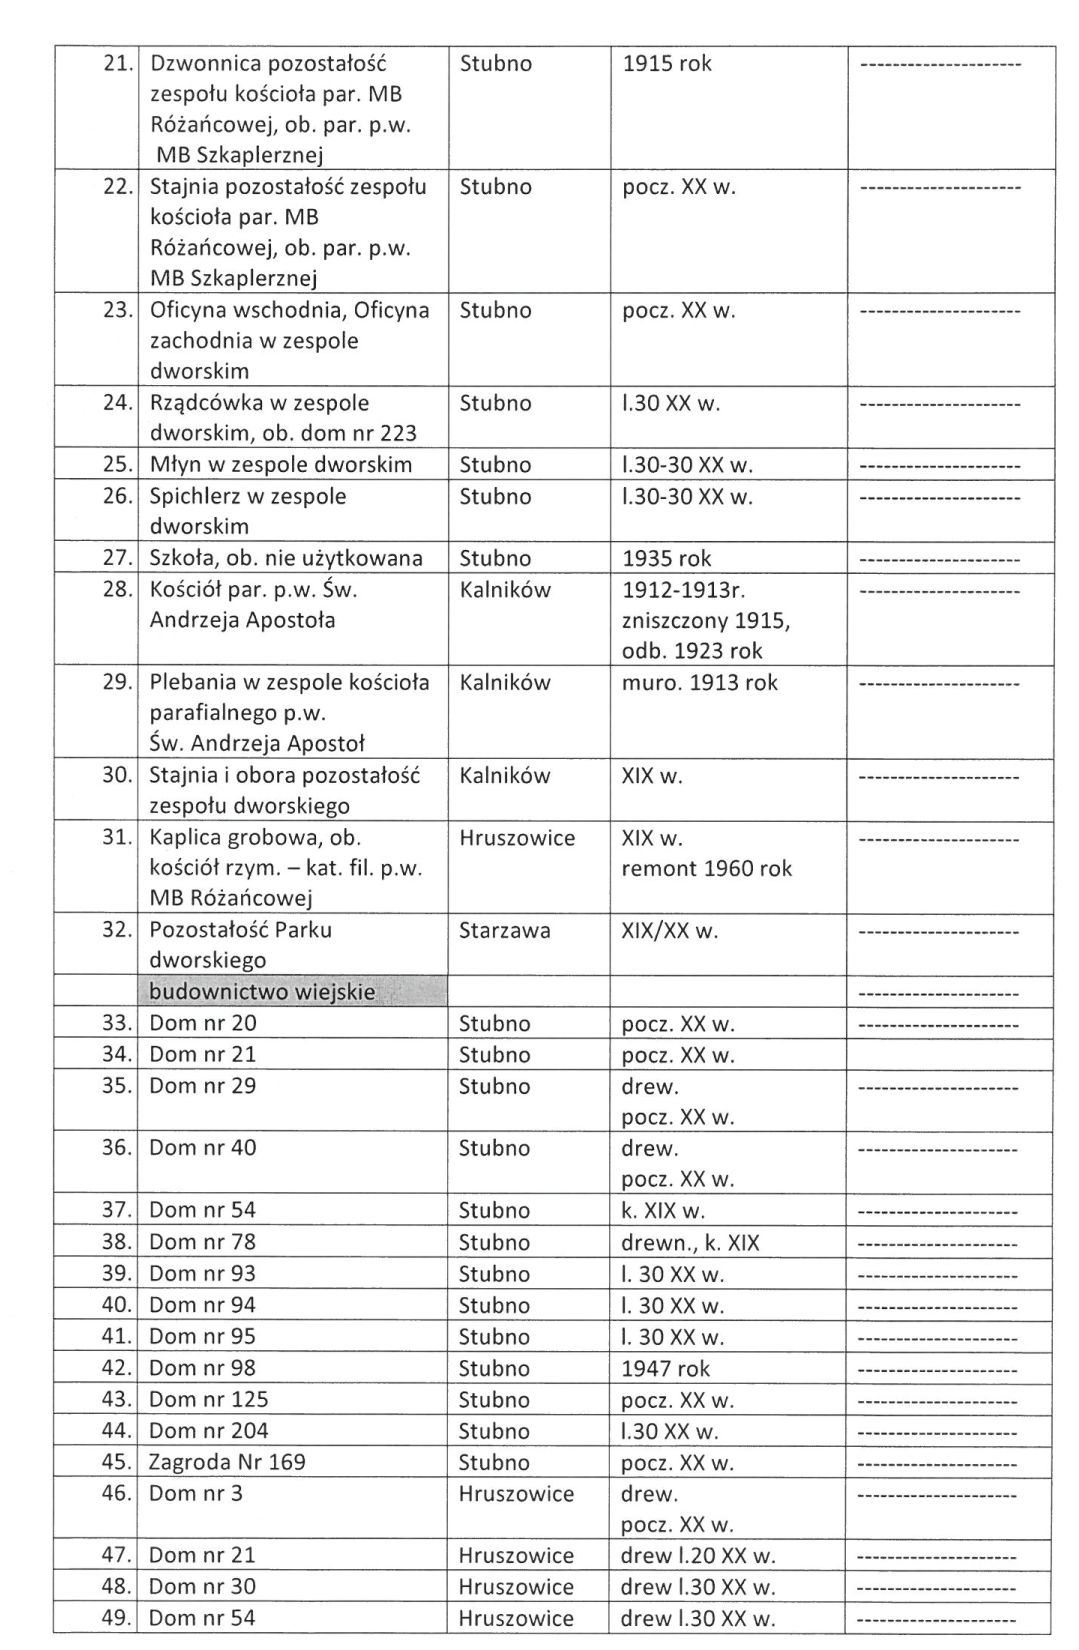 21. Dzwonnica pozostałość Stubno 1915 rok ---------------------
zespołu kościoła par. MB
Różańcowej, ob. par. p.w.
MB Szkaplerznej
22. Stajnia pozostałość zespołu Stubno pocz. XX w. ---------------------
kościoła par. MB
Różańcowej, ob. par. p.w.
MB Szkaplerznej
23. Oficyna wschodnia, Oficyna Stubno pocz. XX w. ---------------------
zachodnia w zespole
dworskim
24. Rządcówka w zespole Stubno l.30 XX w. ---------------------
dworskim, ob. dom nr 223
25. Młyn w zespole dworskim Stubno l.30-30 XX w. ---------------------
26. Spichlerz w zespole Stubno l.30-30 XX w. ---------------------
dworskim
27. Szkoła, ob. nie użytkowana Stubno 1935 rok ---------------------
28. Kościół par. p.w. Św. Kalników 1912-1913r. ---------------------
Andrzeja Apostoła zniszczony 1915,
odb. 1923 rok
29. Plebania w zespole kościoła Kalników muro. 1913 rok ---------------------
parafialnego p.w.
Św. Andrzeja Apostoł
30. Stajnia i obora pozostałość Kalników XIX w. ---------------------
zespołu dworskiego
31. Kaplica grobowa, ob. Hruszowice XIX w. ---------------------
kościół rzym. – kat. fil. p.w. remont 1960 rok
MB Różańcowej
32. Pozostałość Parku Starzawa XIX/XX w. ---------------------
dworskiego
budownictwo wiejskie ---------------------
33. Dom nr 20 Stubno pocz. XX w. ---------------------
34. Dom nr 21 Stubno pocz. XX w.
35. Dom nr 29 Stubno drew. ---------------------
pocz. XX w.
36. Dom nr 40 Stubno drew. ---------------------
pocz. XX w.
37. Dom nr 54 Stubno k. XIX w. ---------------------
38. Dom nr 78 Stubno drewn., k. XIX ---------------------
39. Dom nr 93 Stubno l. 30 XX w. ---------------------
40. Dom nr 94 Stubno l. 30 XX w. ---------------------
41. Dom nr 95 Stubno l. 30 XX w. ---------------------
42. Dom nr 98 Stubno 1947 rok ---------------------
43. Dom nr 125 Stubno pocz. XX w. ---------------------
44. Dom nr 204 Stubno l.30 XX w. ---------------------
45. Zagroda Nr 169 Stubno pocz. XX w. ---------------------
46. Dom nr 3 Hruszowice drew. ---------------------
pocz. XX w.
47. Dom nr 21 Hruszowice drew l.20 XX w. ---------------------
48. Dom nr 30 Hruszowice drew l.30 XX w. ---------------------
49. Dom nr 54 Hruszowice drew l.30 XX w. ---------------------